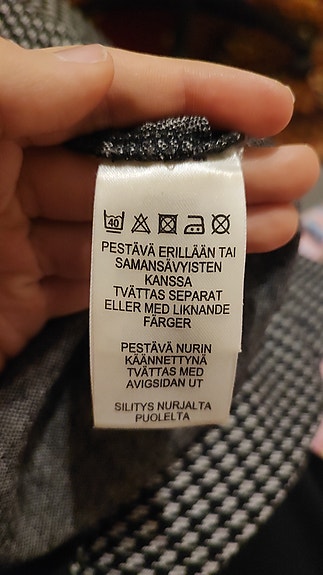 40
PESTÄVÄ ERILLÄÄN TAI
SAMANSÄVYISTEN
KANSSA
TVÄTTAS SEPARAT
ELLER MED LIKNANDE
FÄRGER
PESTÄVÄ NURIN
KÄÄNNETTYNÄ
TVÄTTAS MED
AVIGSIDAN UT
SILITYS NURJALTA
PUOLELTA